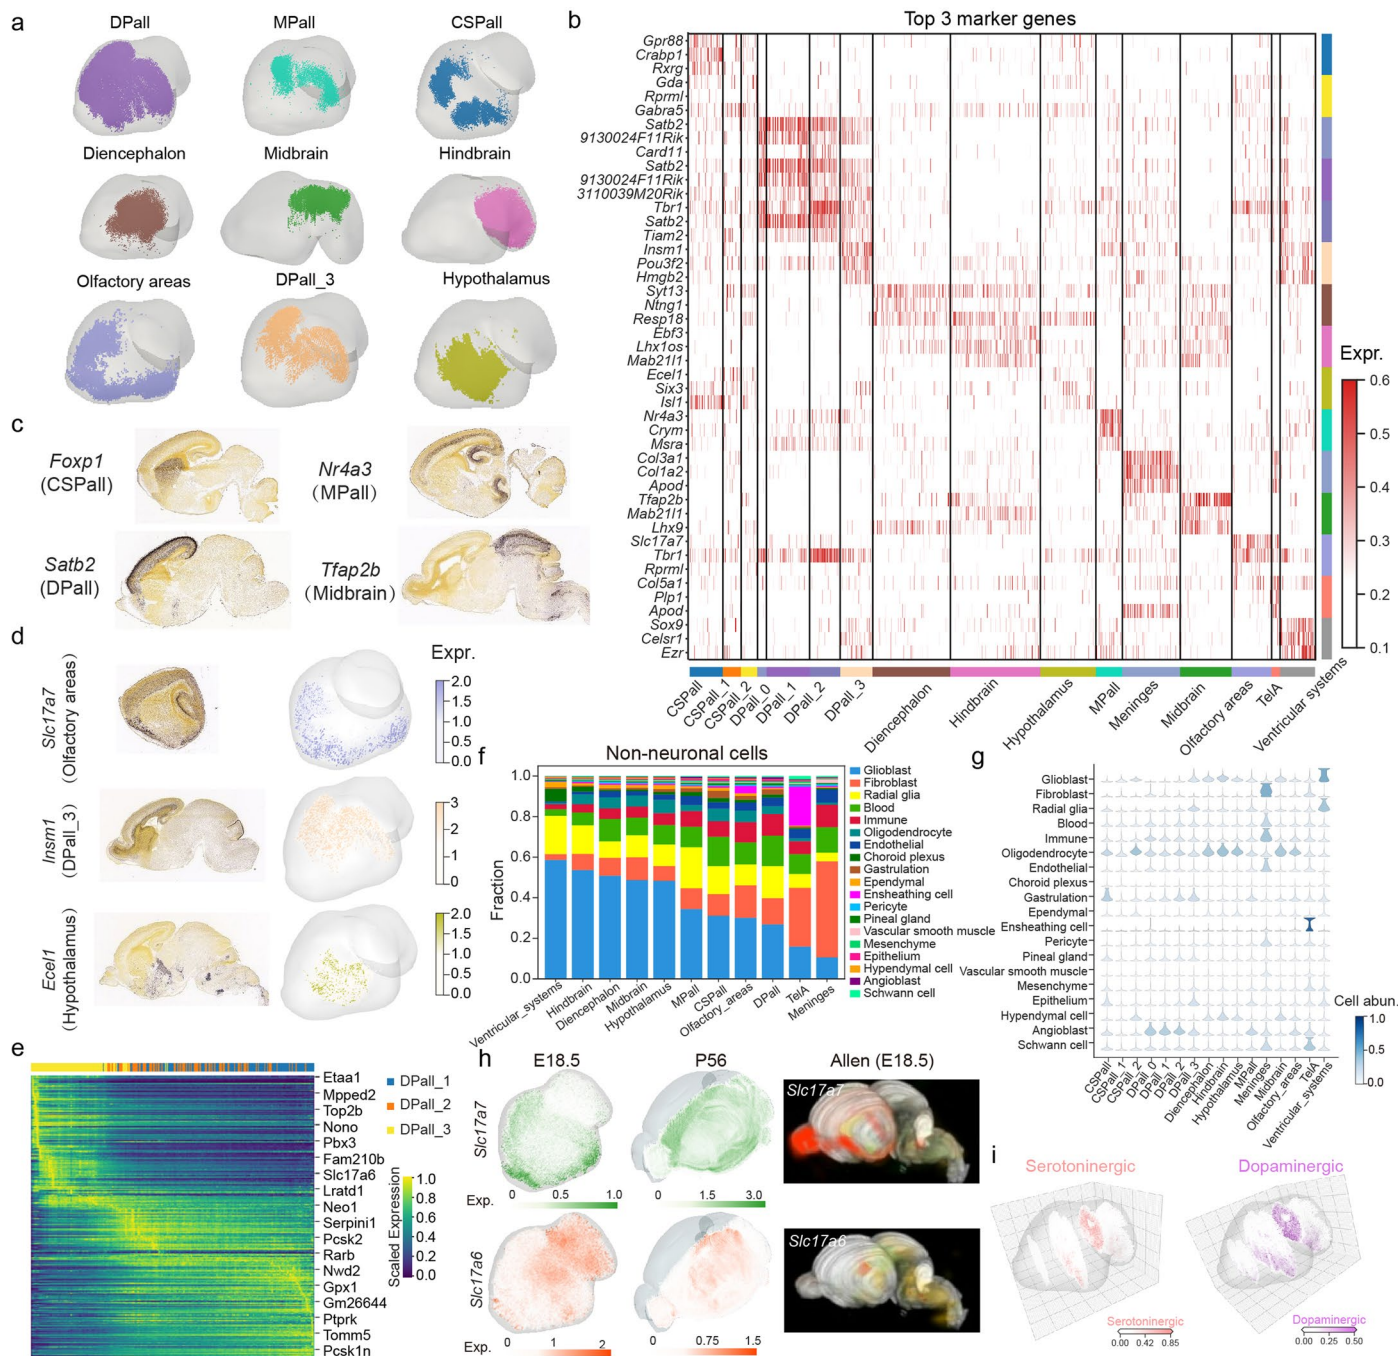 a
DPall
MPall
CSPall
Diencephalon
Midbrain
Hindbrain
Olfactory areas
DPall_3
Hypothalamus
b
Top 3 marker genes
Gpr88
Crabp1
Rxrg
Gda
Rprml
Gabra5
Satb2
9130024F11Rik
Card11
Satb2
9130024F11Rik
3110039M20Rik
Tbr1
Satb2
Tiam2
Insm1
Pou3f2
Hmgb2
Syt13
Ntng1
Resp18
Ebf3
Lhx1os
Mab21l1
Ecel1
Six3
Isl1
Nr4a3
Crym
Msra
Col3a1
Col1a2
Apod
Tfap2b
Mab21l1
Lhx9
Slc17a7
Tbr1
Rprml
Col5a1
Plp1
Apod
Sox9
Celsr1
Ezr
CSPall
CSPall_1
CSPall_2
DPall_0
DPall_1
DPall_2
DPall_3
Diencephalon
Hindbrain
Hypothalamus
MPall
Meninges
Midbrain
Olfactory areas
TelA
Ventricular systems
Expr.
0.6
0.5
0.4
0.3
0.2
0.1
c
Foxp1
(CSPall)
Nr4a3
(MPall)
Satb2
(DPall)
Tfap2b
(Midbrain)
d
Slc17a7
(Olfactory areas)
Insm1
(DPall_3)
Ecel1
(Hypothalamus)
Expr.
2.0
1.5
1.0
0.5
0.0
3
2
1
0
2.0
1.5
1.0
0.5
0.0
e
Etaa1
Mpped2
Top2b
Nono
Pbx3
Fam210b
Slc17a6
Lratd1
Neo1
Serpini1
Pcsk2
Rarb
Nwd2
Gpx1
Gm26644
Ptprk
Tomm5
Pcsk1n
DPall_1
DPall_2
DPall_3
Scaled Expression
1.0
0.8
0.6
0.4
0.2
0.0
f
Non-neuronal cells
Fraction
1.0
0.8
0.6
0.4
0.2
0.0
Ventricular_systems
Hindbrain
Diencephalon
Midbrain
Hypothalamus
MPall
CSPall
Olfactory_areas
DPall
TelA
Meninges
Glioblast
Fibroblast
Radial glia
Blood
Immune
Oligodendrocyte
Endothelial
Choroid plexus
Gastrulation
Ependymal
Ensheathing cell
Pericyte
Pineal gland
Vascular smooth muscle
Mesenchyme
Epithelium
Hypendymal cell
Angioblast
Schwann cell
g
Glioblast
Fibroblast
Radial glia
Blood
Immune
Oligodendrocyte
Endothelial
Choroid plexus
Gastrulation
Ependymal
Ensheathing cell
Pericyte
Pineal gland
Vascular smooth muscle
Mesenchyme
Epithelium
Hypendymal cell
Angioblast
Schwann cell
CSPall
CSPall_1
CSPall_2
DPall_0
DPall_1
DPall_2
DPall_3
Diencephalon
Hindbrain
Hypothalamus
MPall
Meninges
Midbrain
Olfactory_areas
TelA
Ventricular_systems
Cell abun.
1.0
0.5
0.0
h
E18.5
P56
Allen (E18.5)
Slc17a7
Slc17a7
Exp.
0
0.5
1.0
0
1.5
3.0
Slc17a6
Slc17a6
Exp.
0
1
2
0
0.75
1.5
i
Serotoninergic
Dopaminergic
Serotoninergic
0.00 0.42 0.85
Dopaminergic
0.00 0.25 0.50